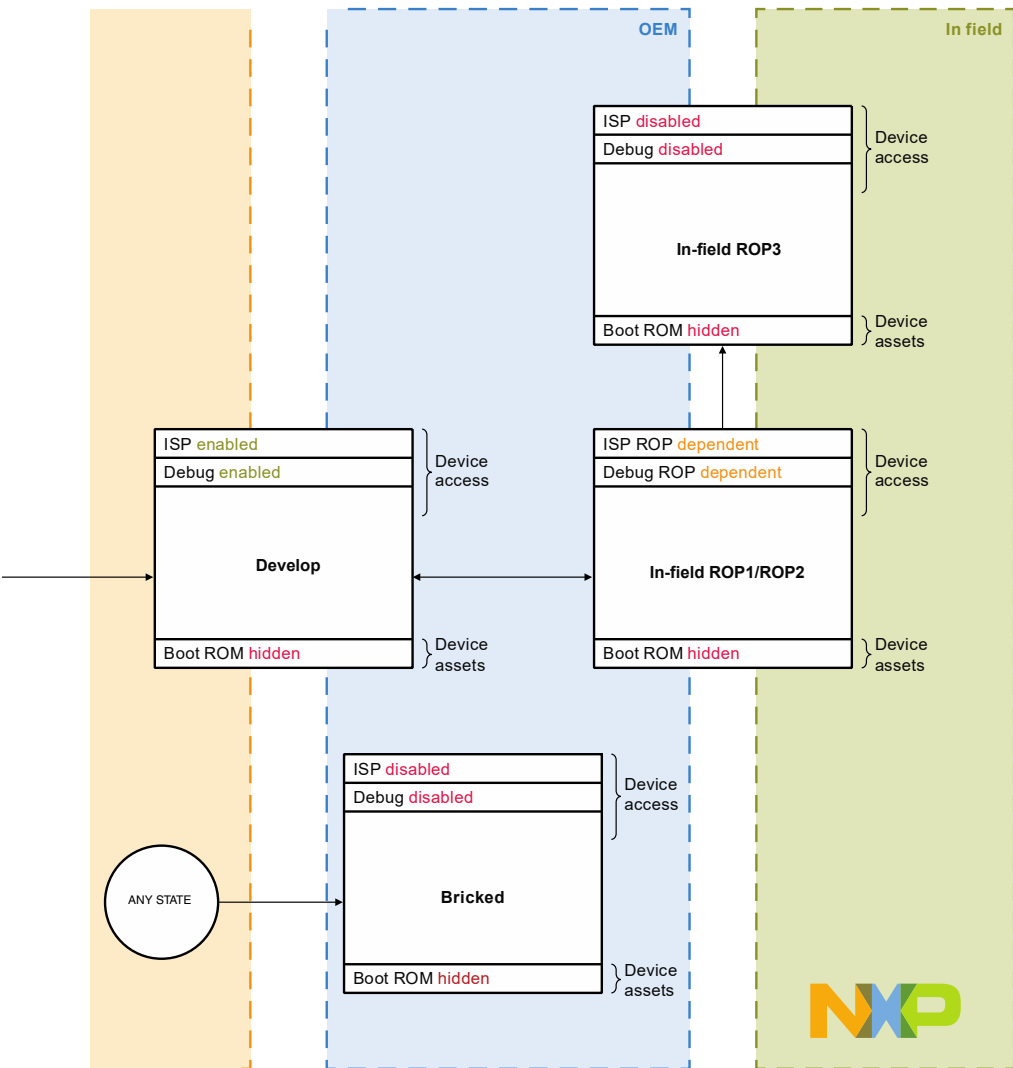 OEM
In field
ISP disabled
Debug disabled
Device
access
In-field ROP3
Boot ROM hidden
Device
assets
ISP enabled
Debug enabled
Device
access
Develop
Boot ROM hidden
Device
assets
ISP ROP dependent
Debug ROP dependent
Device
access
In-field ROP1/ROP2
Boot ROM hidden
Device
assets
ISP disabled
Debug disabled
Device
access
ANY STATE
Bricked
Boot ROM hidden
Device
assets
NXP